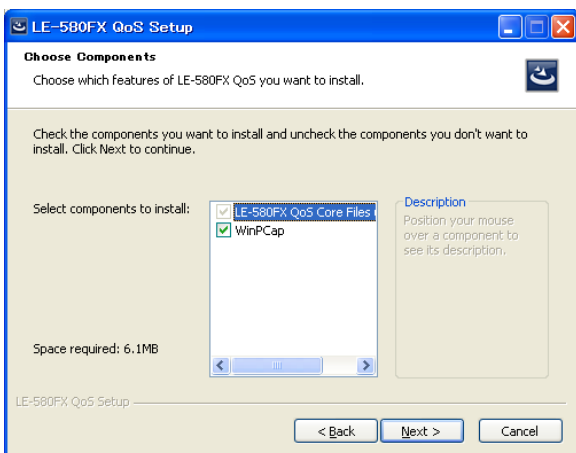 LE-580FX QoS Setup
Choose Components
Choose which features of LE-580FX QoS you want to install.
Check the components you want to install and uncheck the components you don't want to
install. Click Next to continue.
Select components to install:
LE-580FX QoS Core Files
WinPCap
Description
Position your mouse
over a component to
see its description.
Space required: 6.1MB
LE-580FX QoS Setup
< Back
Next >
Cancel